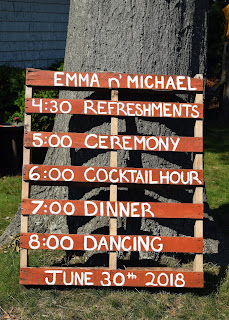 EMMA n' MICHAEL
4:30 REFRESHMENTS
5:00 CEREMONY
6:00 COCKTAIL HOUR
7:00 DINNER
8:00 DANCING
JUNE 30th 2018